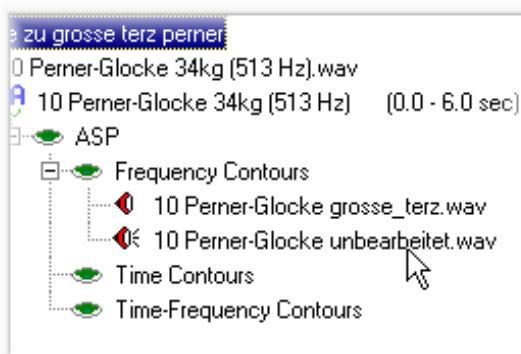 e zu grosse terz perner
0 Perner-Glocke 34kg (513 Hz).wav
10 Perner-Glocke 34kg (513 Hz) (0.0 - 6.0 sec)
ASP
Frequency Contours
10 Perner-Glocke grosse_terz.wav
10 Perner-Glocke unbearbeitet.wav
Time Contours
Time-Frequency Contours